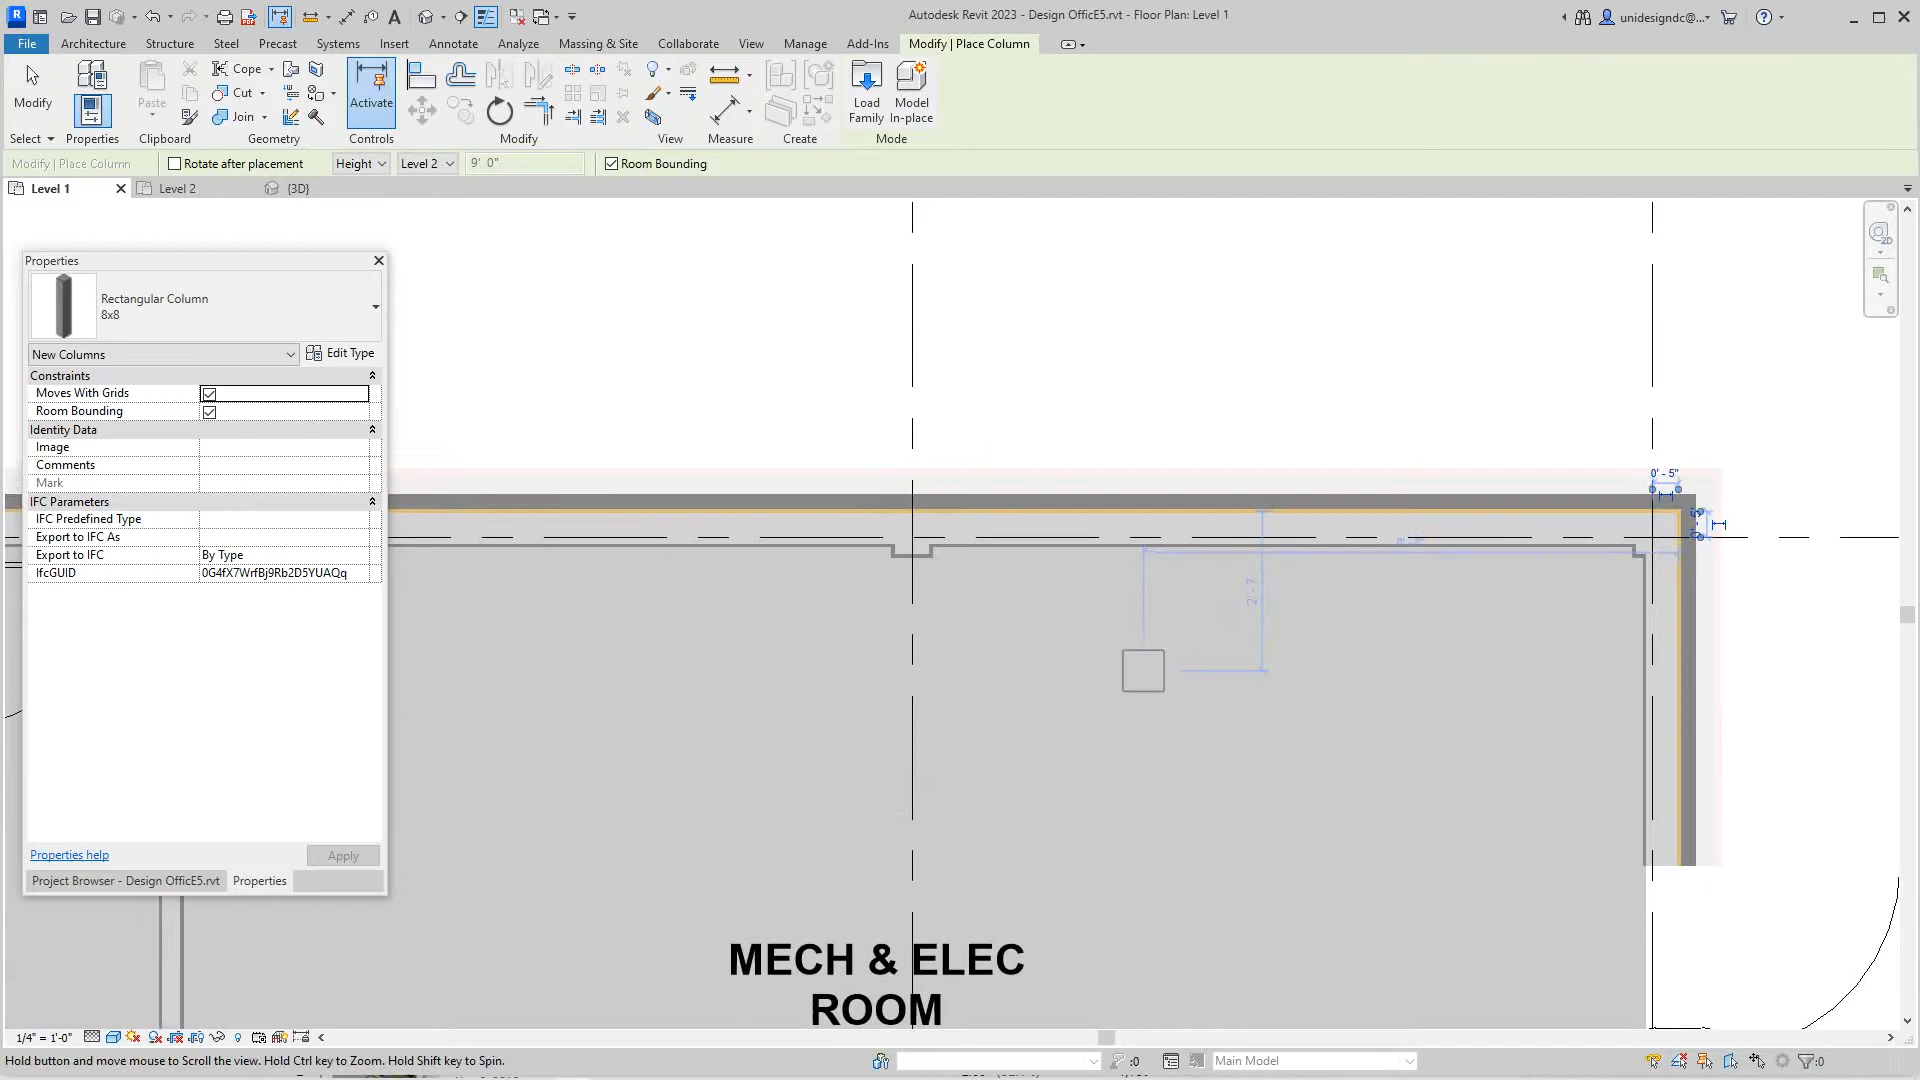 Autodesk Revit 2023 - Design OfficE5.rvt - Floor Plan: Level 1
unidesigndc@...
File Architecture Structure Steel Precast Systems Insert Annotate Analyze Massing & Site Collaborate View Manage Add-Ins Modify | Place Column
Modify
Paste
Cope
Cut
Join
Activate
Load Family
Model In-place
Select Properties Clipboard Geometry Controls Modify View Measure Create Mode
Modify | Place Column Rotate after placement Height Level 2 9' 0" Room Bounding
Level 1 Level 2 {3D}
Properties
Rectangular Column
8x8
New Columns Edit Type
Constraints
Moves With Grids
Room Bounding
Identity Data
Image
Comments
Mark
IFC Parameters
IFC Predefined Type
Export to IFC As
Export to IFC By Type
IfcGUID 0G4fX7WrfBj9Rb2D5YUAQq
Properties help Apply
Project Browser - Design OfficE5.rvt Properties
2D
0' - 5"
0' - 5"
2' - 7
MECH & ELEC
ROOM
1/4" = 1'-0"
Hold button and move mouse to Scroll the view. Hold Ctrl key to Zoom. Hold Shift key to Spin.
:0 Main Model :0